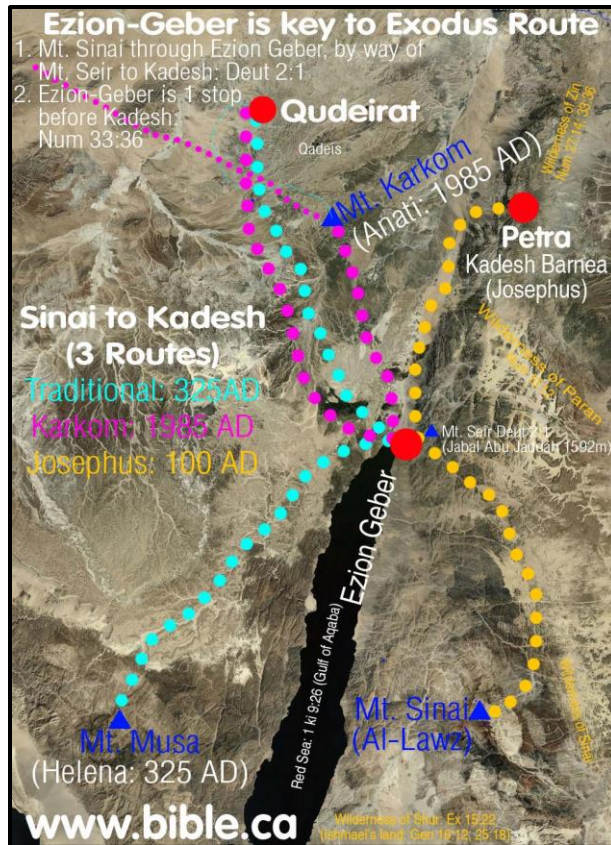 Ezion-Geber is key to Exodus Route
1. Mt. Sinai through Ezion Geber, by way of
Mt, Seir to Kadesh: Deut 2:1
2. Ezion-Geber is 1 stop
before Kadesh:
Num 33:36
Qudeirat
Qadeis
Wilderness of Zin
Num 27:14, 33:36
Mt. Karkom
(Anati: 1985 AD)
Petra
Kadesh Barnea
(Josephus)
Sinai to Kadesh
(3 Routes)
Traditional: 325AD
Karkom: 1985 AD
Josephus: 100 AD
Wilderness of Paran
Mt. Seir Deut 2:1
(Jabal Abu Jaddah 1592m)
Ezion Geber
Red Sea: 1 ki 9:26 (Gulf of Aqaba)
Wilderness of Sinai
Mt. Sinai
(Al-Lawz)
Mt. Musa
(Helena: 325 AD)
www.bible.ca
Wilderness of Shur: Ex 15:22
(Ishmael's land: Gen 16:12; 25:18)